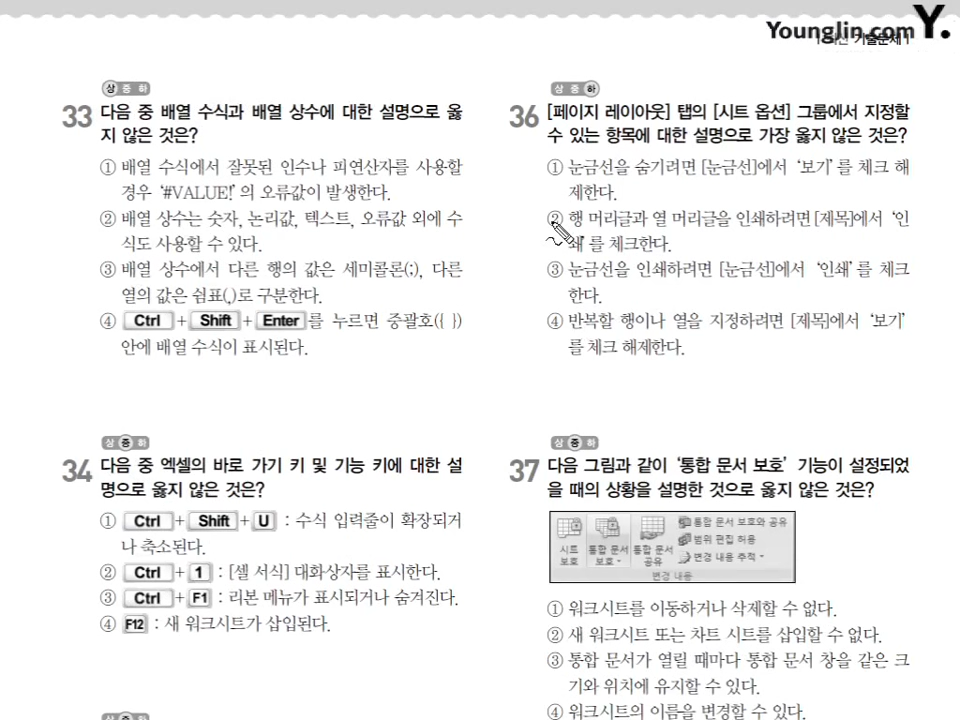 Younglin.com Y.
기출문제
상 중 하
33 다음 중 배열 수식과 배열 상수에 대한 설명으로 옳
지 않은 것은?
① 배열 수식에서 잘못된 인수나 피연산자를 사용할
경우 ‘#VALUE!’의 오류값이 발생한다.
② 배열 상수는 숫자, 논리값, 텍스트, 오류값 외에 수
식도 사용할 수 있다.
③ 배열 상수에서 다른 행의 값은 세미콜론(;), 다른
열의 값은 쉼표(,)로 구분한다.
④ Ctrl + Shift + Enter 를 누르면 중괄호({ })
안에 배열 수식이 표시된다.
상 중 하
34 다음 중 엑셀의 바로 가기 키 및 기능 키에 대한 설
명으로 옳지 않은 것은?
① Ctrl + Shift + U : 수식 입력줄이 확장되거
나 축소된다.
② Ctrl + 1 : [셀 서식] 대화상자를 표시한다.
③ Ctrl + F1 : 리본 메뉴가 표시되거나 숨겨진다.
④ F12 : 새 워크시트가 삽입된다.
상 중 하
상 중 하
36 [페이지 레이아웃] 탭의 [시트 옵션] 그룹에서 지정할
수 있는 항목에 대한 설명으로 가장 옳지 않은 것은?
① 눈금선을 숨기려면 [눈금선]에서 ‘보기’를 체크 해
제한다.
② 행 머리글과 열 머리글을 인쇄하려면 [제목]에서 ‘인
쇄’를 체크한다.
③ 눈금선을 인쇄하려면 [눈금선]에서 ‘인쇄’를 체크
한다.
④ 반복할 행이나 열을 지정하려면 [제목]에서 ‘보기’
를 체크 해제한다.
상 중 하
37 다음 그림과 같이 ‘통합 문서 보호’ 기능이 설정되었
을 때의 상황을 설명한 것으로 옳지 않은 것은?
시트 보호
통합 문서 보호
통합 문서 공유
통합 문서 보호와 공유
범위 편집 허용
변경 내용 추적
변경 내용
① 워크시트를 이동하거나 삭제할 수 없다.
② 새 워크시트 또는 차트 시트를 삽입할 수 없다.
③ 통합 문서가 열릴 때마다 통합 문서 창을 같은 크
기와 위치에 유지할 수 있다.
④ 워크시트의 이름을 변경할 수 있다.